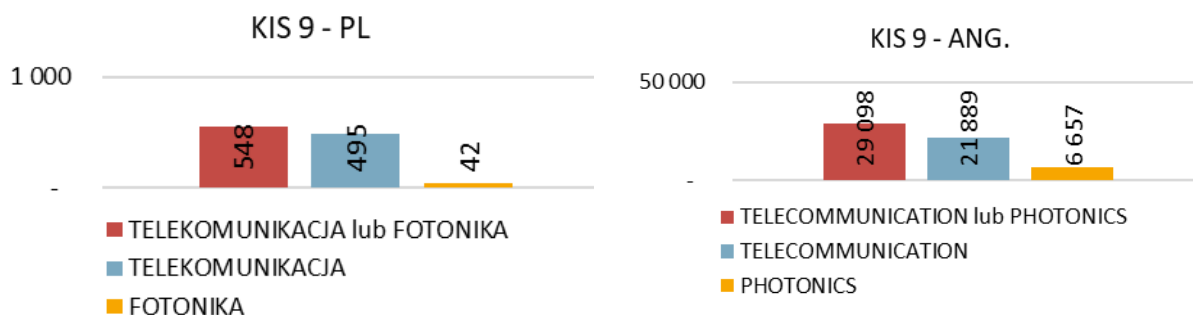 KIS 9 - PL
1 000
548
495
42
-
TELEKOMUNIKACJA lub FOTONIKA
TELEKOMUNIKACJA
FOTONIKA
KIS 9 - ANG.
50 000
29 098
21 889
6 657
-
TELECOMMUNICATION lub PHOTONICS
TELECOMMUNICATION
PHOTONICS